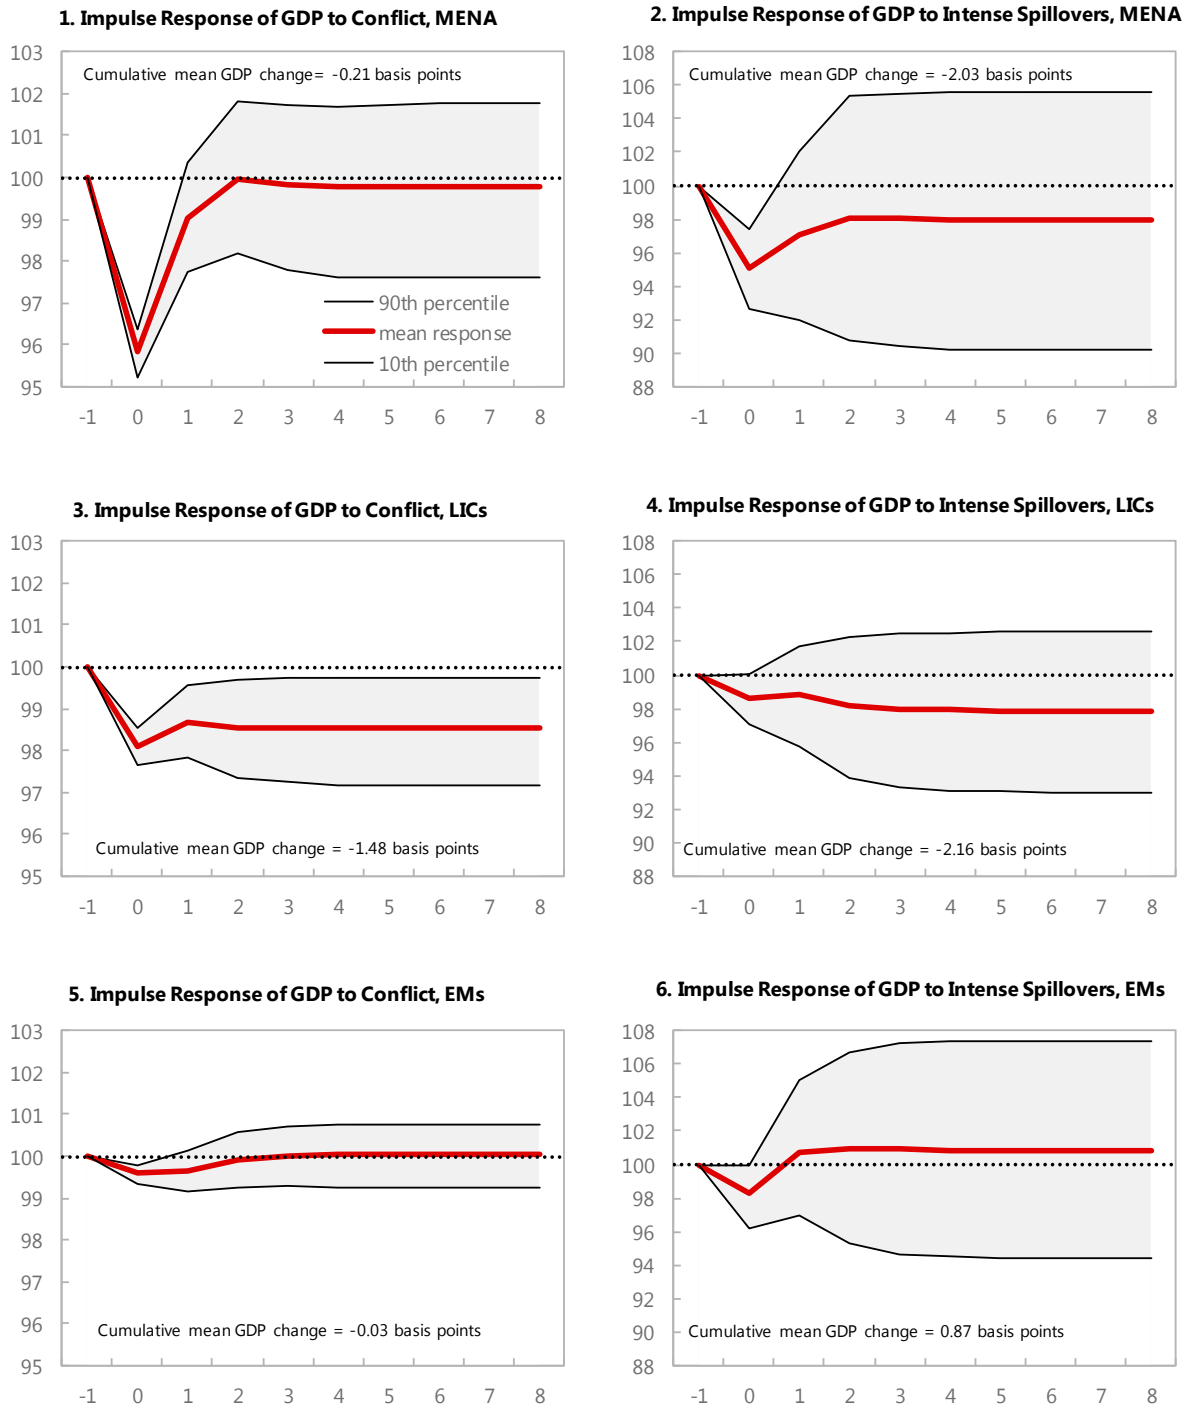 1. Impulse Response of GDP to Conflict, MENA
103
102
101
100
99
98
97
96
95
Cumulative mean GDP change= -0.21 basis points
90th percentile
mean response
10th percentile
-1 0 1 2 3 4 5 6 7 8
2. Impulse Response of GDP to Intense Spillovers, MENA
108
106
104
102
100
98
96
94
92
90
88
Cumulative mean GDP change = -2.03 basis points
-1 0 1 2 3 4 5 6 7 8
3. Impulse Response of GDP to Conflict, LICs
103
102
101
100
99
98
97
96
95
Cumulative mean GDP change = -1.48 basis points
-1 0 1 2 3 4 5 6 7 8
4. Impulse Response of GDP to Intense Spillovers, LICs
108
106
104
102
100
98
96
94
92
90
88
Cumulative mean GDP change = -2.16 basis points
-1 0 1 2 3 4 5 6 7 8
5. Impulse Response of GDP to Conflict, EMs
103
102
101
100
99
98
97
96
95
Cumulative mean GDP change = -0.03 basis points
-1 0 1 2 3 4 5 6 7 8
6. Impulse Response of GDP to Intense Spillovers, EMs
108
106
104
102
100
98
96
94
92
90
88
Cumulative mean GDP change = 0.87 basis points
-1 0 1 2 3 4 5 6 7 8